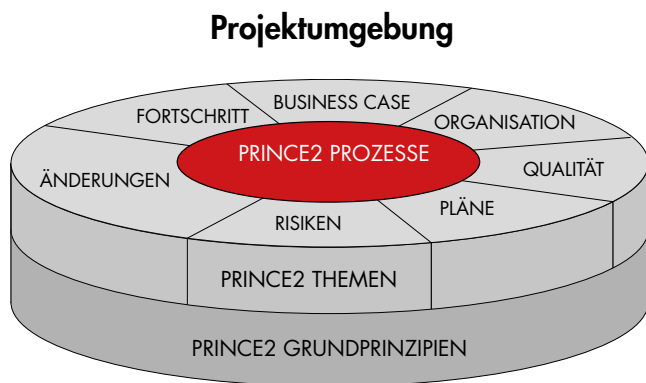 Projektumgebung
BUSINESS CASE
FORTSCHRITT
ORGANISATION
PRINCE2 PROZESSE
QUALITÄT
ÄNDERUNGEN
PLÄNE
RISIKEN
PRINCE2 THEMEN
PRINCE2 GRUNDPRINZIPIEN